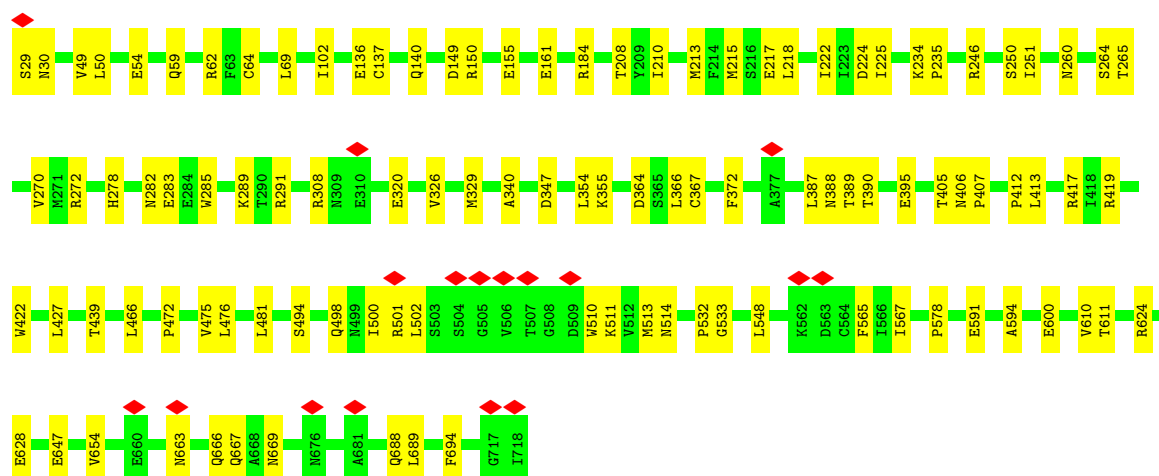 S29 N30 V49 L50 E54 Q59 R62 F63 C64 L69 I102 E136 C137 Q140 D149 R150 E155 E161 R184 T208 Y209 I210 M213 F214 M215 S216 E217 L218 I222 I223 D224 I225 K234 P235 R246 S250 I251 N260 S264 T265
V270 M271 R272 H278 N282 E283 E284 W285 K289 T290 R291 R308 N309 E310 E320 V326 M329 A340 D347 L354 K355 D364 S365 L366 C367 F372 A377 L387 N388 T389 T390 E395 T405 N406 P407 P412 L413 R417 I418 R419
W422 L427 T439 L466 P472 V475 L476 L481 S494 Q498 N499 I500 R501 L502 S503 S504 G505 V506 T507 G508 D509 W510 K511 V512 M513 N514 P532 G533 L548 K562 D563 C564 F565 I566 I567 P578 E591 A594 E600 V610 T611 R624
E628 E647 V654 E660 N663 Q666 Q667 A668 N669 N676 A681 Q688 L689 F694 G717 I718